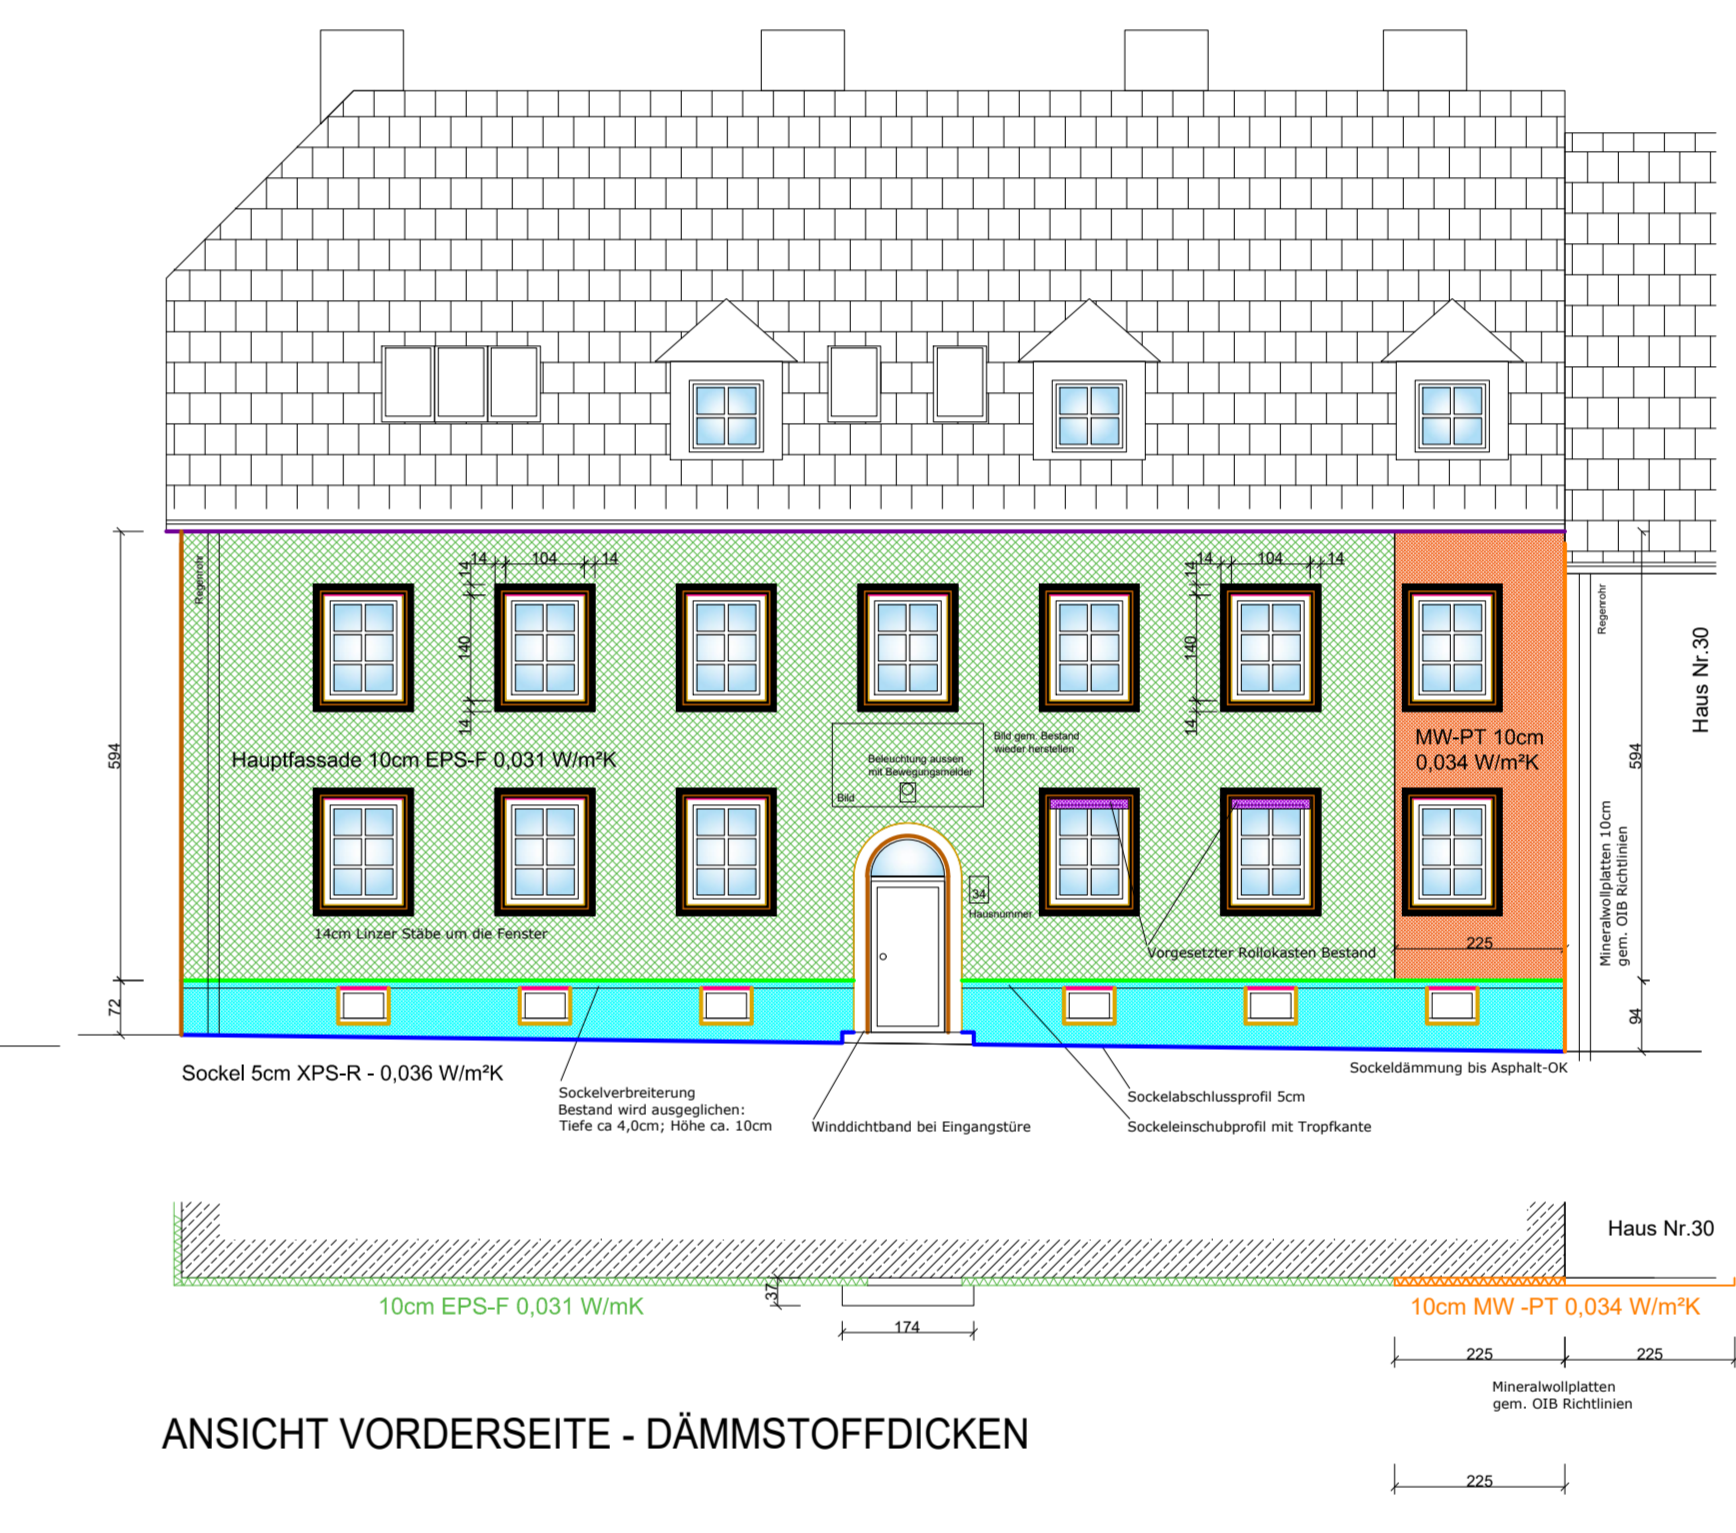 14
104
14
14
104
14
14
14
Regenrohr
Regenrohr
140
140
14
14
Haus Nr.30
594
594
Hauptfassade 10cm EPS-F 0,031 W/m²K
Bild gem. Bestand
wieder herstellen
Beleuchtung aussen
mit Bewegungsmelder
Bild
MW-PT 10cm
0,034 W/m²K
Mineralwollplatten 10cm
gem. OIB Richtlinien
34
Hausnummer
14cm Linzer Stäbe um die Fenster
Vorgesetzter Rollokasten Bestand
225
72
94
Sockel 5cm XPS-R - 0,036 W/m²K
Sockeldämmung bis Asphalt-OK
Sockelverbreiterung
Bestand wird ausgeglichen:
Tiefe ca 4,0cm; Höhe ca. 10cm
Winddichtband bei Eingangstüre
Sockelabschlussprofil 5cm
Sockeleinschubprofil mit Tropfkante
Haus Nr.30
37
10cm EPS-F 0,031 W/mK
10cm MW -PT 0,034 W/m²K
174
225
225
Mineralwollplatten
gem. OIB Richtlinien
ANSICHT VORDERSEITE - DÄMMSTOFFDICKEN
225